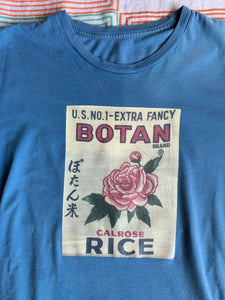 U.S. NO.1-EXTRA FANCY
BOTAN
BRAND ®
ぼたん米
CALROSE
RICE